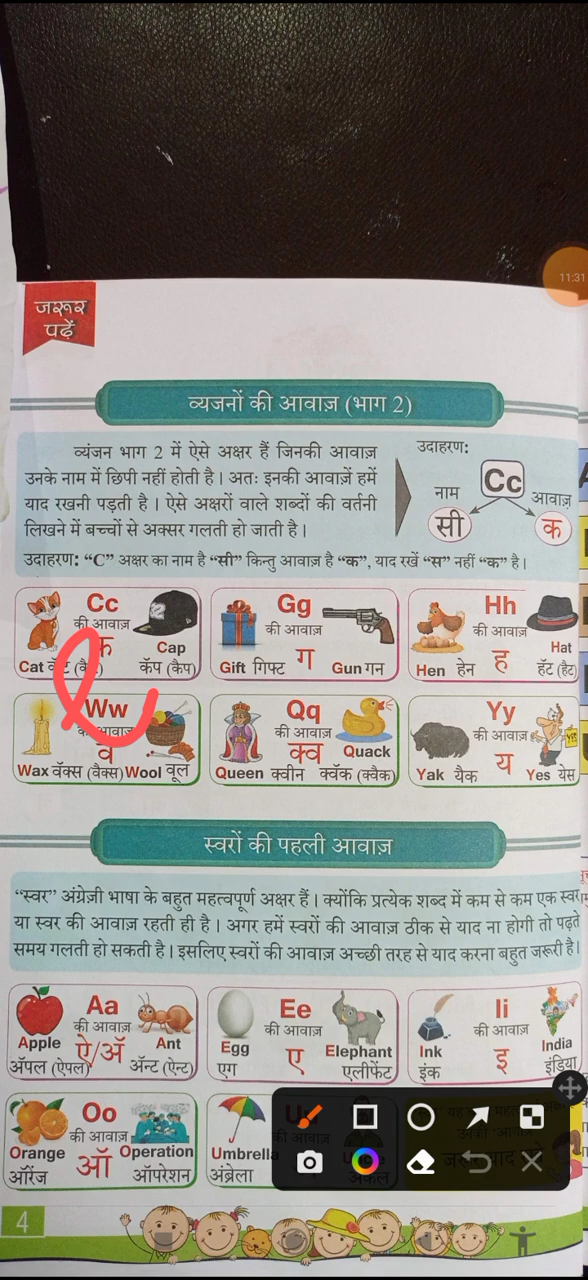 11:31
जरूर
पढ़ें
व्यजनों की आवाज़ (भाग 2)
व्यंजन भाग 2 में ऐसे अक्षर हैं जिनकी आवाज़
उनके नाम में छिपी नहीं होती है। अतः इनकी आवाज़ें हमें
याद रखनी पड़ती है। ऐसे अक्षरों वाले शब्दों की वर्तनी
लिखने में बच्चों से अक्सर गलती हो जाती है।
उदाहरण:
Cc
नाम
आवाज़
सी
क
उदाहरण: “C” अक्षर का नाम है “सी” किन्तु आवाज़ है “क”, याद रखें “स” नहीं “क” है।
Cc
की आवाज़
क
Cat
Cap
कॅप (कैप)
Gg
की आवाज़
ग
Gift गिफ्ट
Gun गन
Hh
की आवाज़
ह
Hen हेन
Hat
हॅट (हैट)
Ww
की आवाज़
व
Wax वॅक्स (वैक्स)
Wool वूल
Qq
की आवाज़
क्व
Queen क्वीन
Quack
क्वॅक (क्वैक)
Yy
की आवाज़
य
Yak यैक
YES
Yes येस
स्वरों की पहली आवाज़
“स्वर” अंग्रेज़ी भाषा के बहुत महत्वपूर्ण अक्षर हैं। क्योंकि प्रत्येक शब्द में कम से कम एक स्वर
या स्वर की आवाज़ रहती ही है। अगर हमें स्वरों की आवाज़ ठीक से याद ना होगी तो पढ़ते
समय गलती हो सकती है। इसलिए स्वरों की आवाज़ अच्छी तरह से याद करना बहुत जरूरी है।
Aa
की आवाज़
ऐ/ॲ
Apple
ॲपल (ऐपल)
Ant
ॲन्ट (ऐन्ट)
Ee
की आवाज़
ए
Egg
एग
Elephant
एलीफेंट
Ii
की आवाज़
इ
Ink
इंक
India
इंडिया
Oo
की आवाज़
ऑ
Orange
ऑरेंज
Operation
ऑपरेशन
Uu
की आवाज़
Umbrella
अंब्रेला
अंकल
4